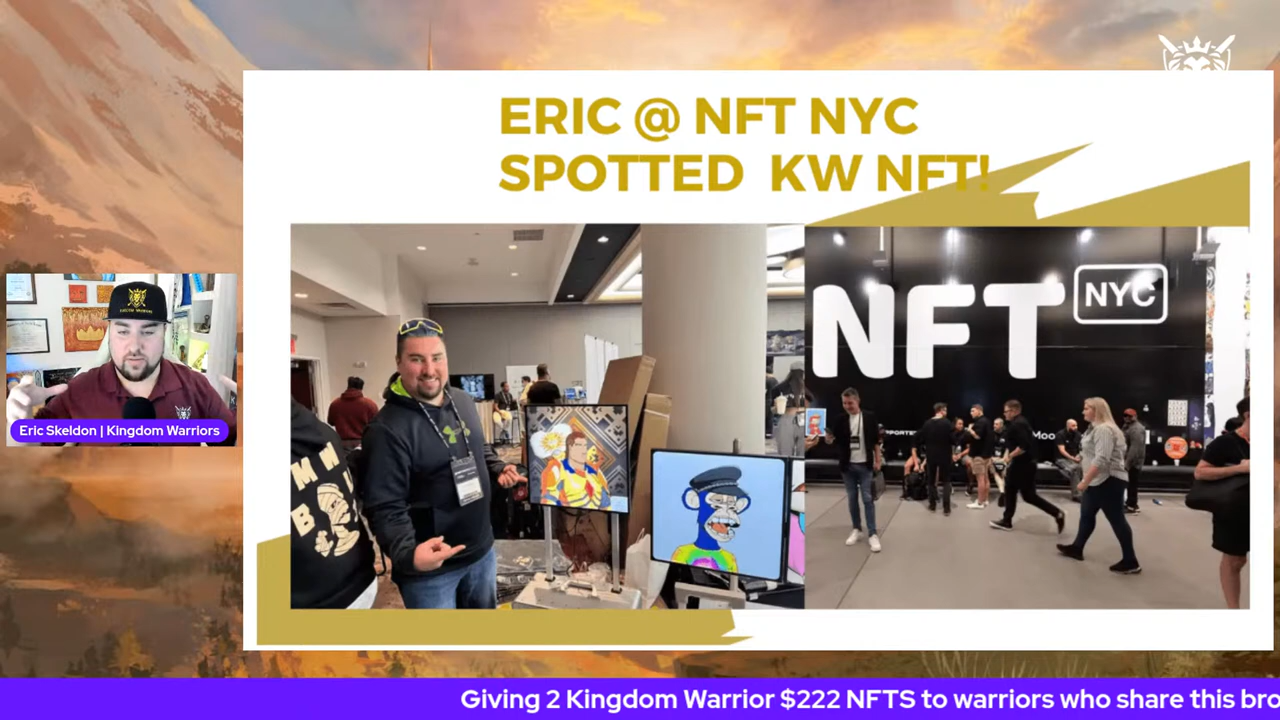 ERIC @ NFT NYC
SPOTTED KW NFT!
NFT NYC
Eric Skeldon | Kingdom Warriors
Giving 2 Kingdom Warrior $222 NFTS to warriors who share this bro